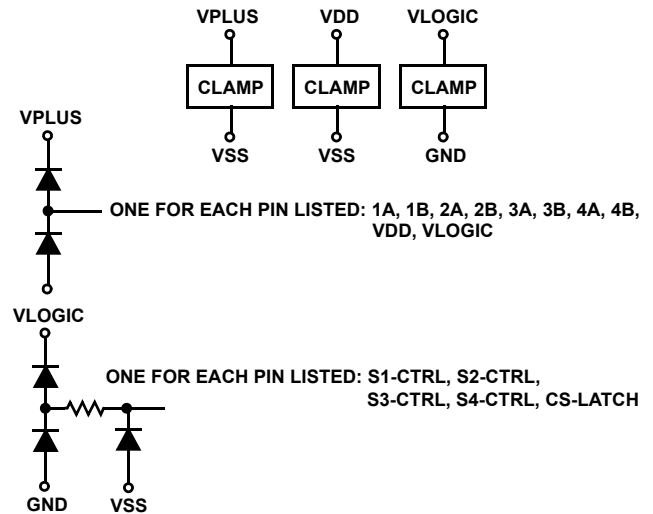 VPLUS VDD VLOGIC
CLAMP CLAMP CLAMP
VSS VSS GND
VPLUS
ONE FOR EACH PIN LISTED: 1A, 1B, 2A, 2B, 3A, 3B, 4A, 4B,
VDD, VLOGIC
VLOGIC
ONE FOR EACH PIN LISTED: S1-CTRL, S2-CTRL,
S3-CTRL, S4-CTRL, CS-LATCH
GND VSS